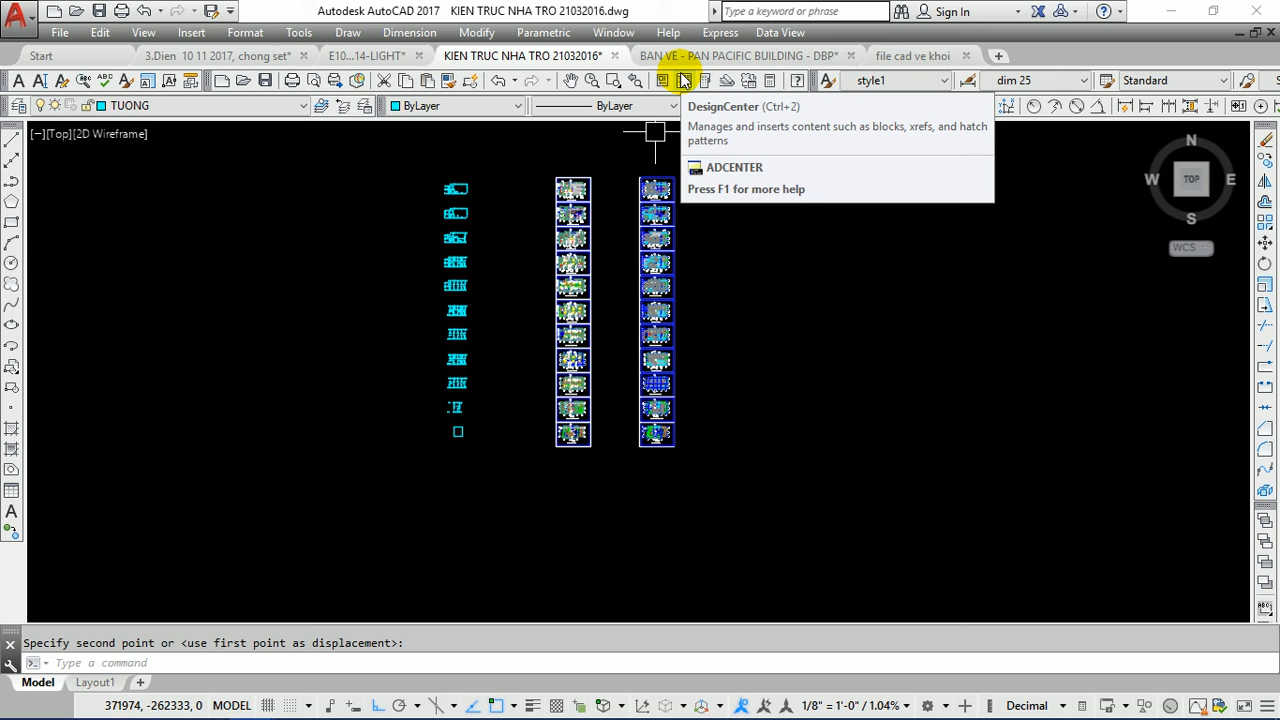 Autodesk AutoCAD 2017   KIEN TRUC NHA TRO 21032016.dwg
Type a keyword or phrase
Sign In
File Edit View Insert Format Tools Draw Dimension Modify Parametric Window Help Express Data View
Start
3.Dien 10 11 2017, chong set*
E10...14-LIGHT*
KIEN TRUC NHA TRO 21032016*
BAN VE - PAN PACIFIC BUILDING - DBP*
file cad ve khoi
style1
dim 25
Standard
TUONG
ByLayer
ByLayer
DesignCenter (Ctrl+2)
Manages and inserts content such as blocks, xrefs, and hatch
patterns
ADCENTER
Press F1 for more help
[−][Top][2D Wireframe]
N
W TOP E
S
WCS
Specify second point or <use first point as displacement>:
Type a command
Model Layout1
371974, -262333, 0 MODEL
1/8" = 1'-0" / 1.04%
Decimal